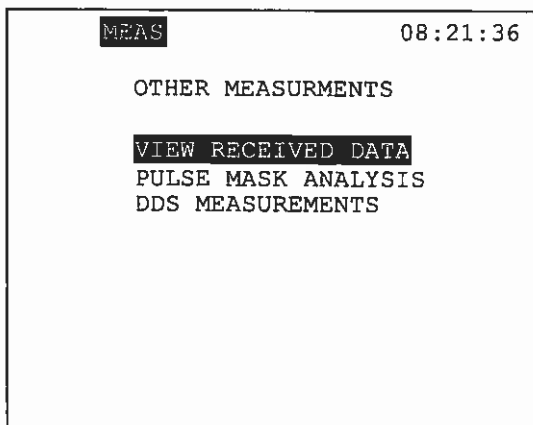 MEAS 08:21:36
OTHER MEASURMENTS
VIEW RECEIVED DATA
PULSE MASK ANALYSIS
DDS MEASUREMENTS